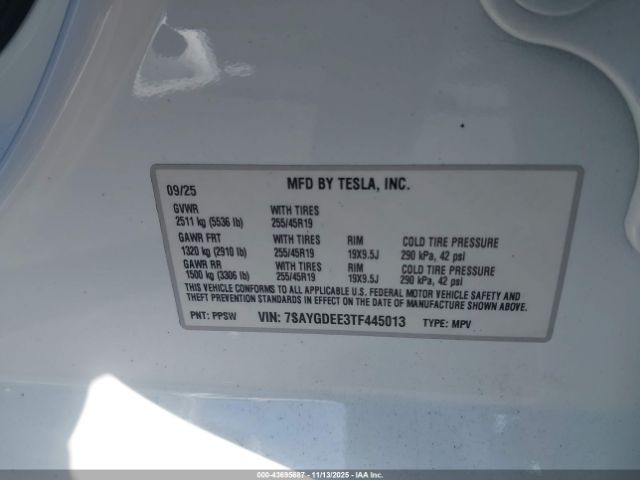 09/25 MFD BY TESLA, INC.
GVWR WITH TIRES
2511 kg (5536 lb) 255/45R19
GAWR FRT WITH TIRES RIM COLD TIRE PRESSURE
1320 kg (2910 lb) 255/45R19 19X9.5J 290 kPa, 42 psi
GAWR RR WITH TIRES RIM COLD TIRE PRESSURE
1500 kg (3306 lb) 255/45R19 19X9.5J 290 kPa, 42 psi
THIS VEHICLE CONFORMS TO ALL APPLICABLE U.S. FEDERAL MOTOR VEHICLE SAFETY AND
THEFT PREVENTION STANDARDS IN EFFECT ON THE DATE OF MANUFACTURE SHOWN ABOVE.
PNT: PPSW VIN: 7SAYGDEE3TF445013 TYPE: MPV
000-43695887 - 11/13/2025 - IAAI.COM